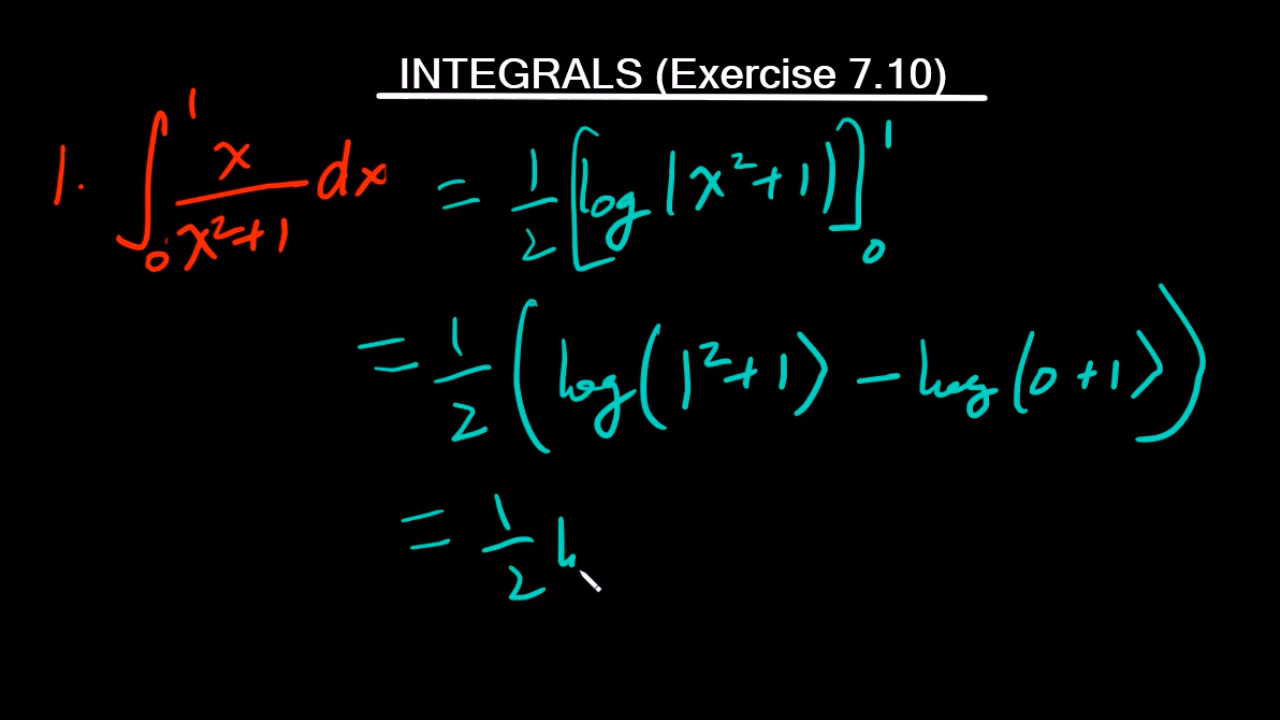 INTEGRALS (Exercise 7.10)
1. ∫₀¹ x/(x²+1) dx = 1/2 [log |x²+1|]₀¹
= 1/2 (log(1²+1) - log(0+1))
= 1/2